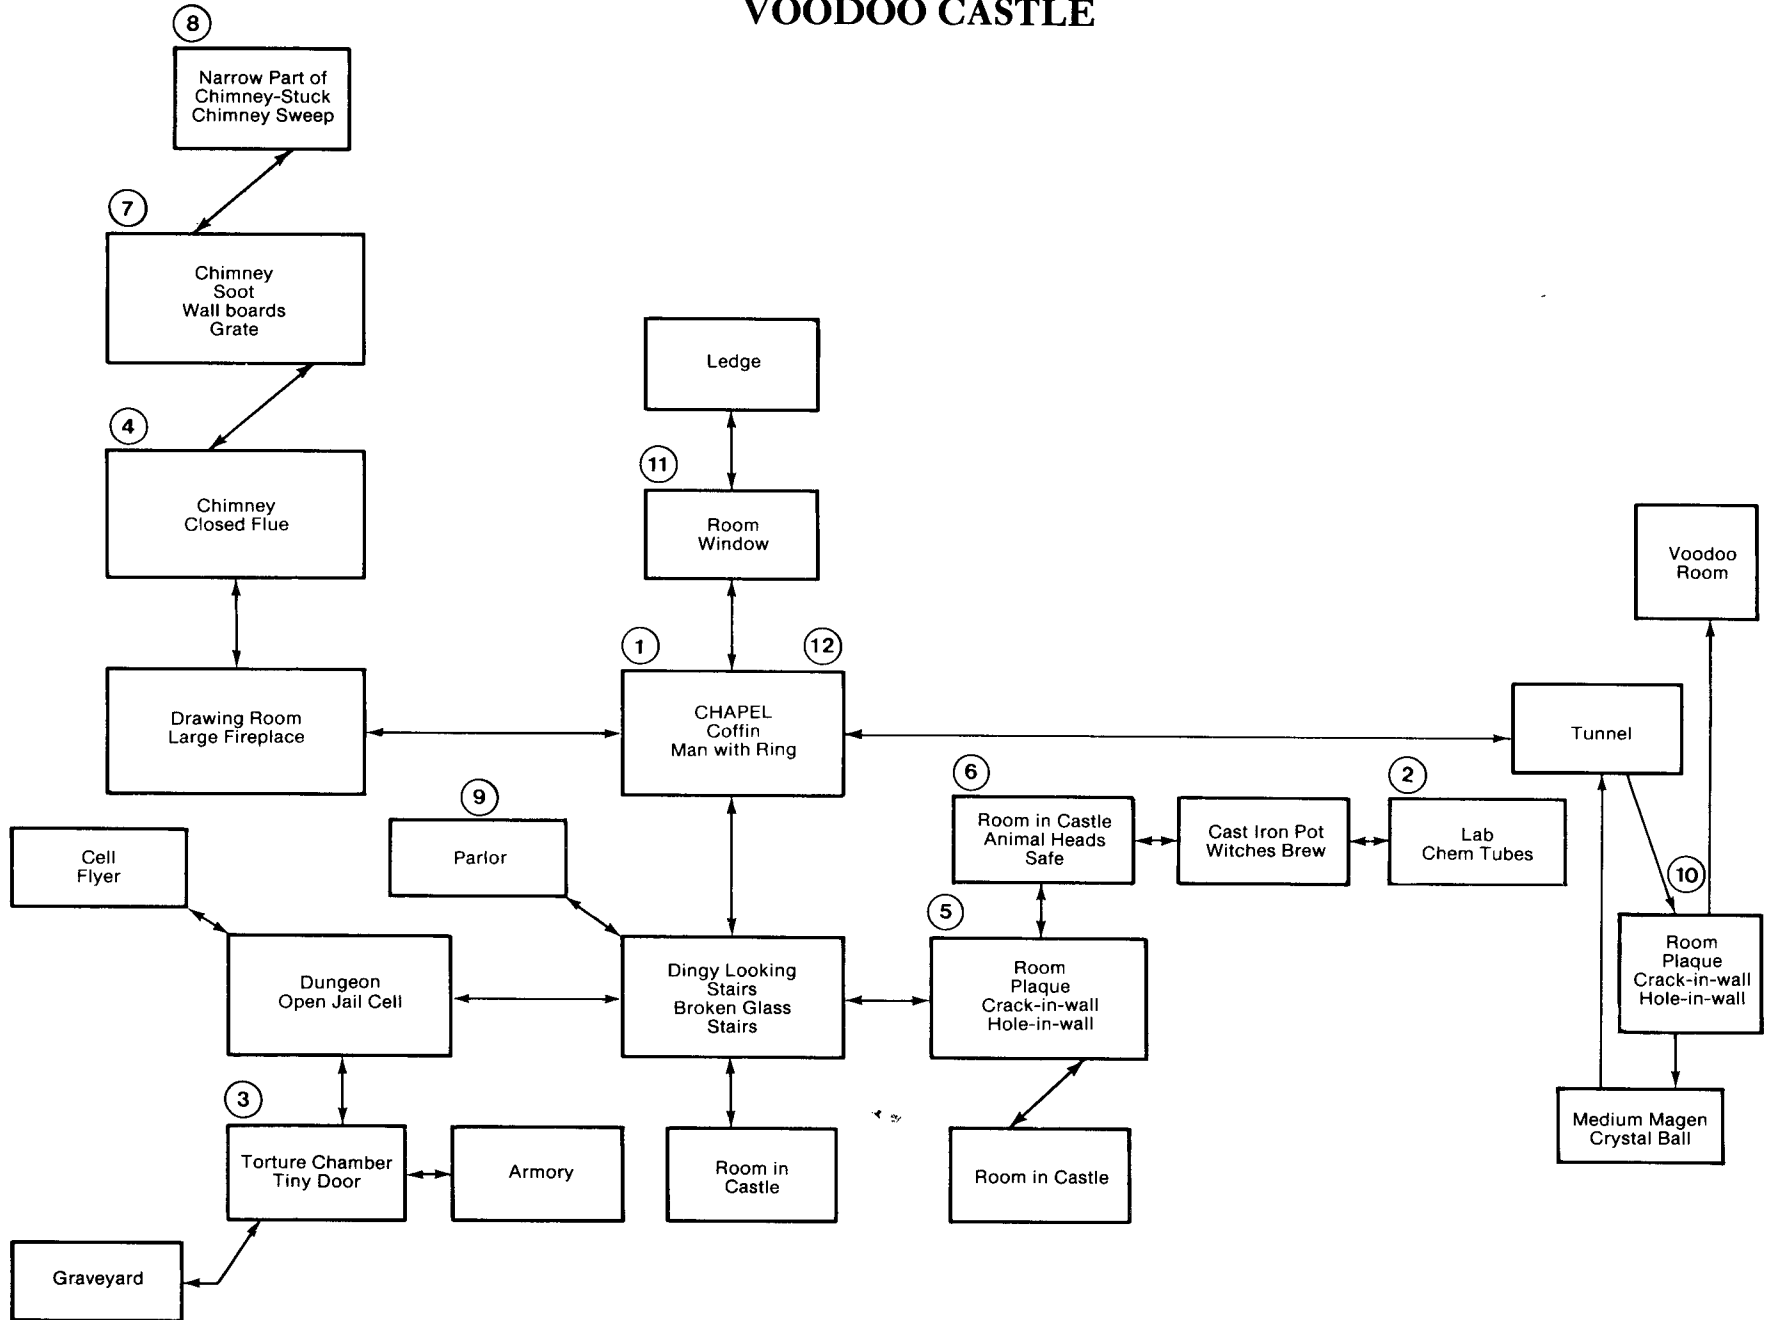 VOODOO CASTLE
8
Narrow Part of
Chimney-Stuck
Chimney Sweep
7
Chimney
Soot
Wall boards
Grate
Ledge
4
Chimney
Closed Flue
11
Room
Window
Voodoo
Room
1
12
Drawing Room
Large Fireplace
CHAPEL
Coffin
Man with Ring
Tunnel
9
Parlor
6
Room in Castle
Animal Heads
Safe
Cast Iron Pot
Witches Brew
2
Lab
Chem Tubes
Cell
Flyer
10
Room
Plaque
Crack-in-wall
Hole-in-wall
5
Dungeon
Open Jail Cell
Dingy Looking
Stairs
Broken Glass
Stairs
Room
Plaque
Crack-in-wall
Hole-in-wall
Medium Magen
Crystal Ball
3
Torture Chamber
Tiny Door
Armory
Room in
Castle
Room in Castle
Graveyard